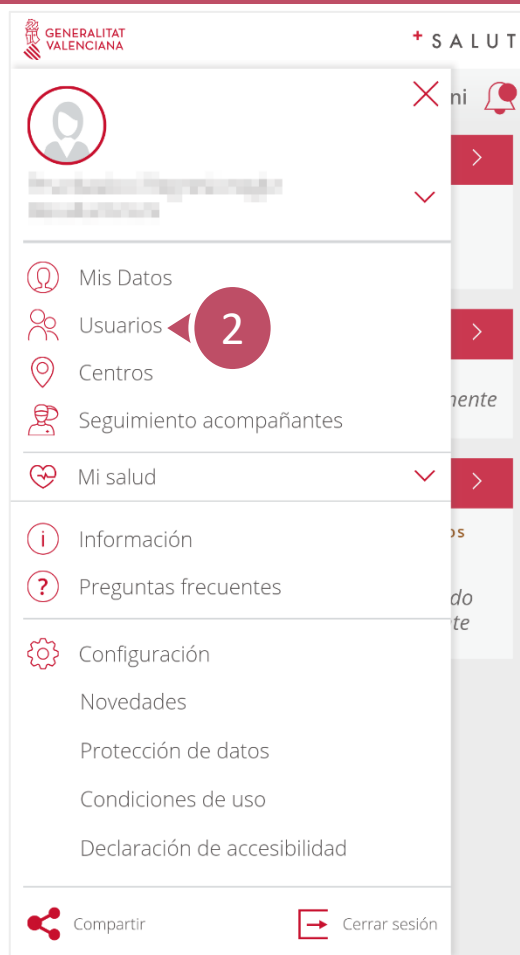 GENERALITAT
VALENCIANA
+ SALUT
ni
Mis Datos
Usuarios
2
Centros
Seguimiento acompañantes
nente
Mi salud
os
Información
Preguntas frecuentes
do
te
Configuración
Novedades
Protección de datos
Condiciones de uso
Declaración de accesibilidad
Compartir
Cerrar sesión